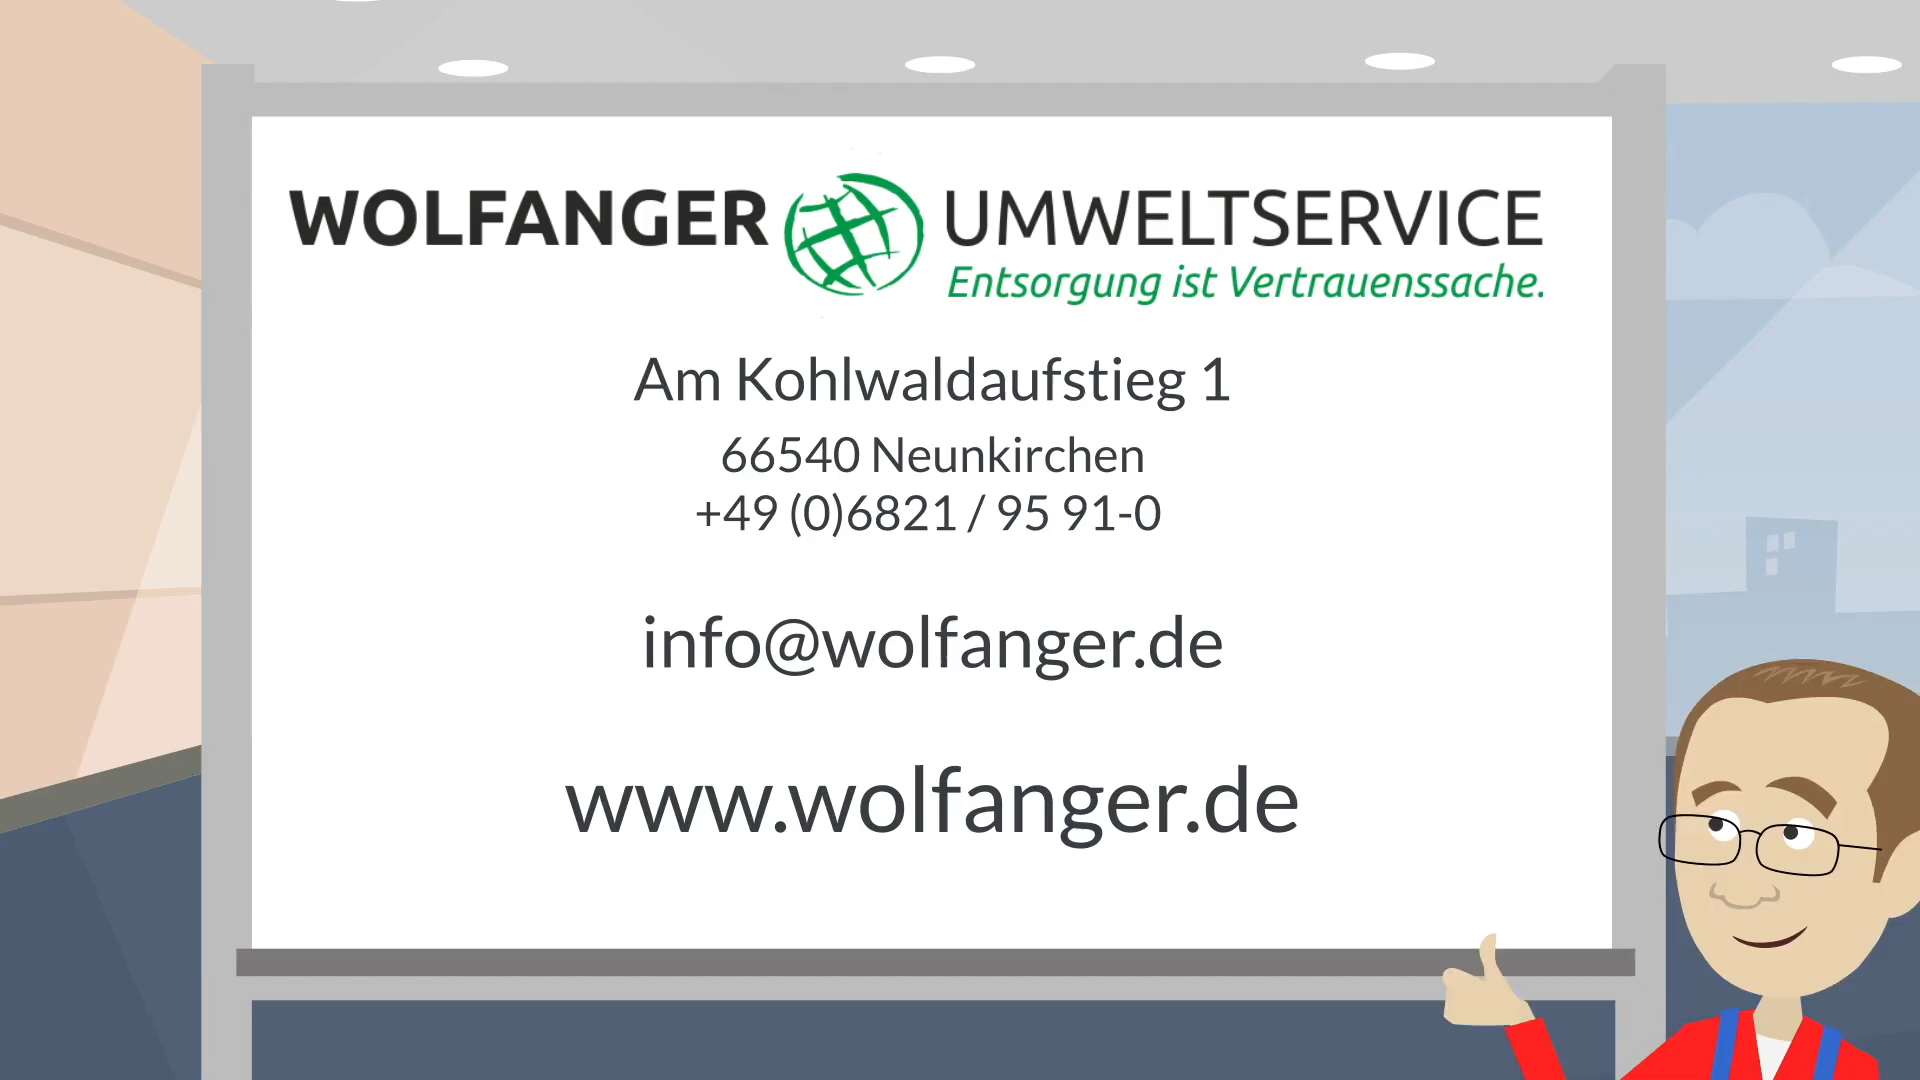 WOLFANGER UMWELTSERVICE
Entsorgung ist Vertrauenssache.
Am Kohlwaldaufstieg 1
66540 Neunkirchen
+49 (0)6821 / 95 91-0
info@wolfanger.de
www.wolfanger.de